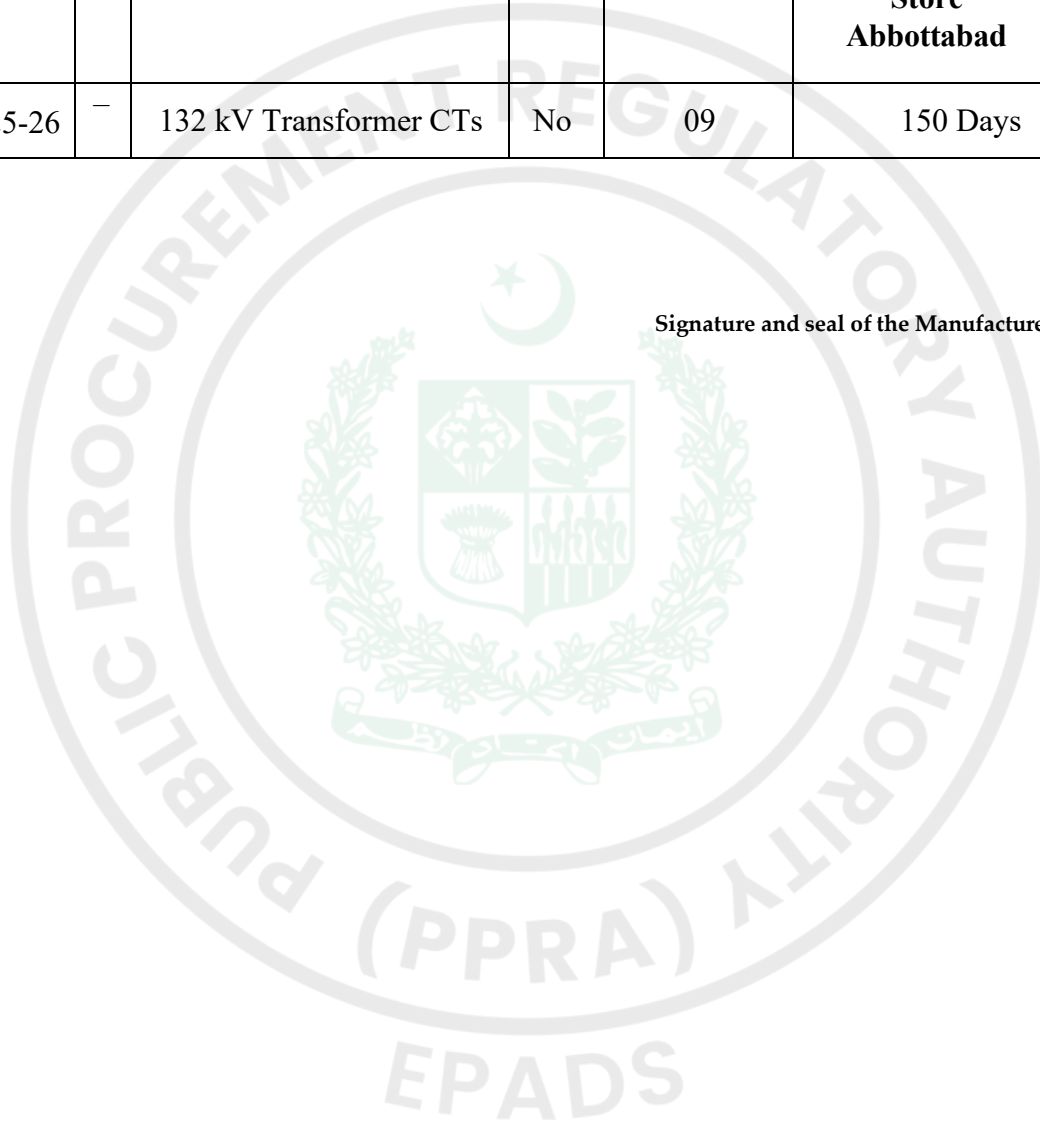 Abbottabad
5-26 – 132 kV Transformer CTs No 09 150 Days
Signature and seal of the Manufacture
PUBLIC PROCUREMENT REGULATORY AUTHORITY
(PPRA)
EPADS